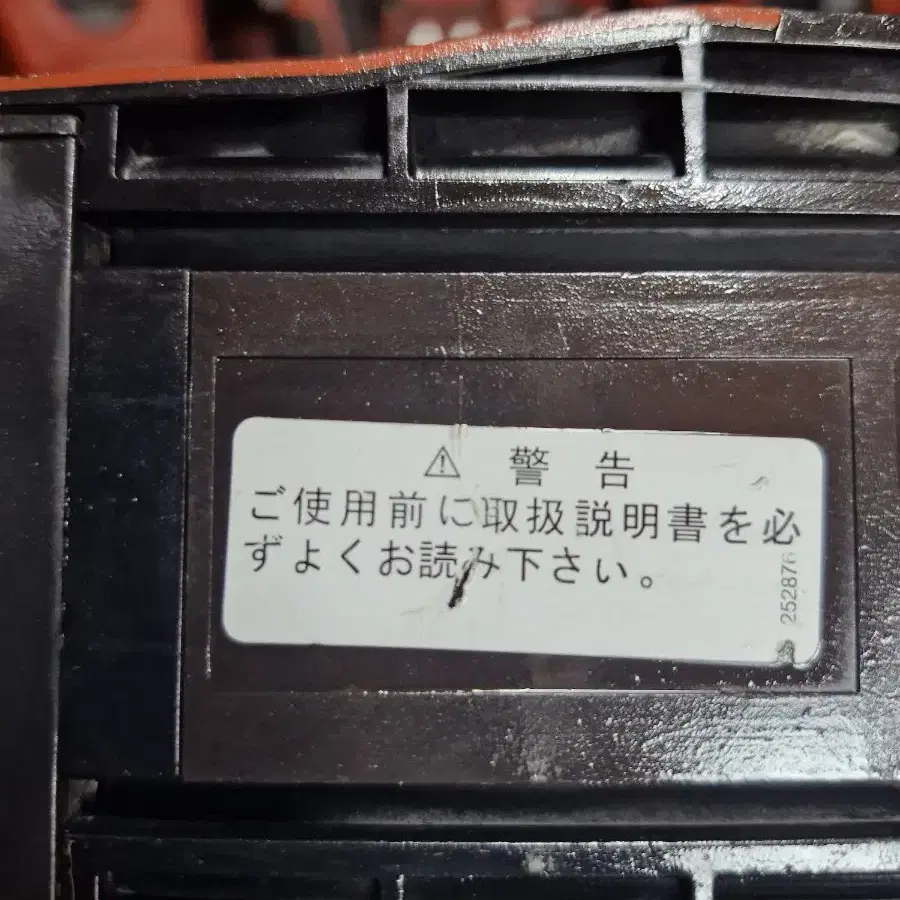 ⚠ 警告
ご使用前に取扱説明書を必
ずよくお読み下さい。
252876